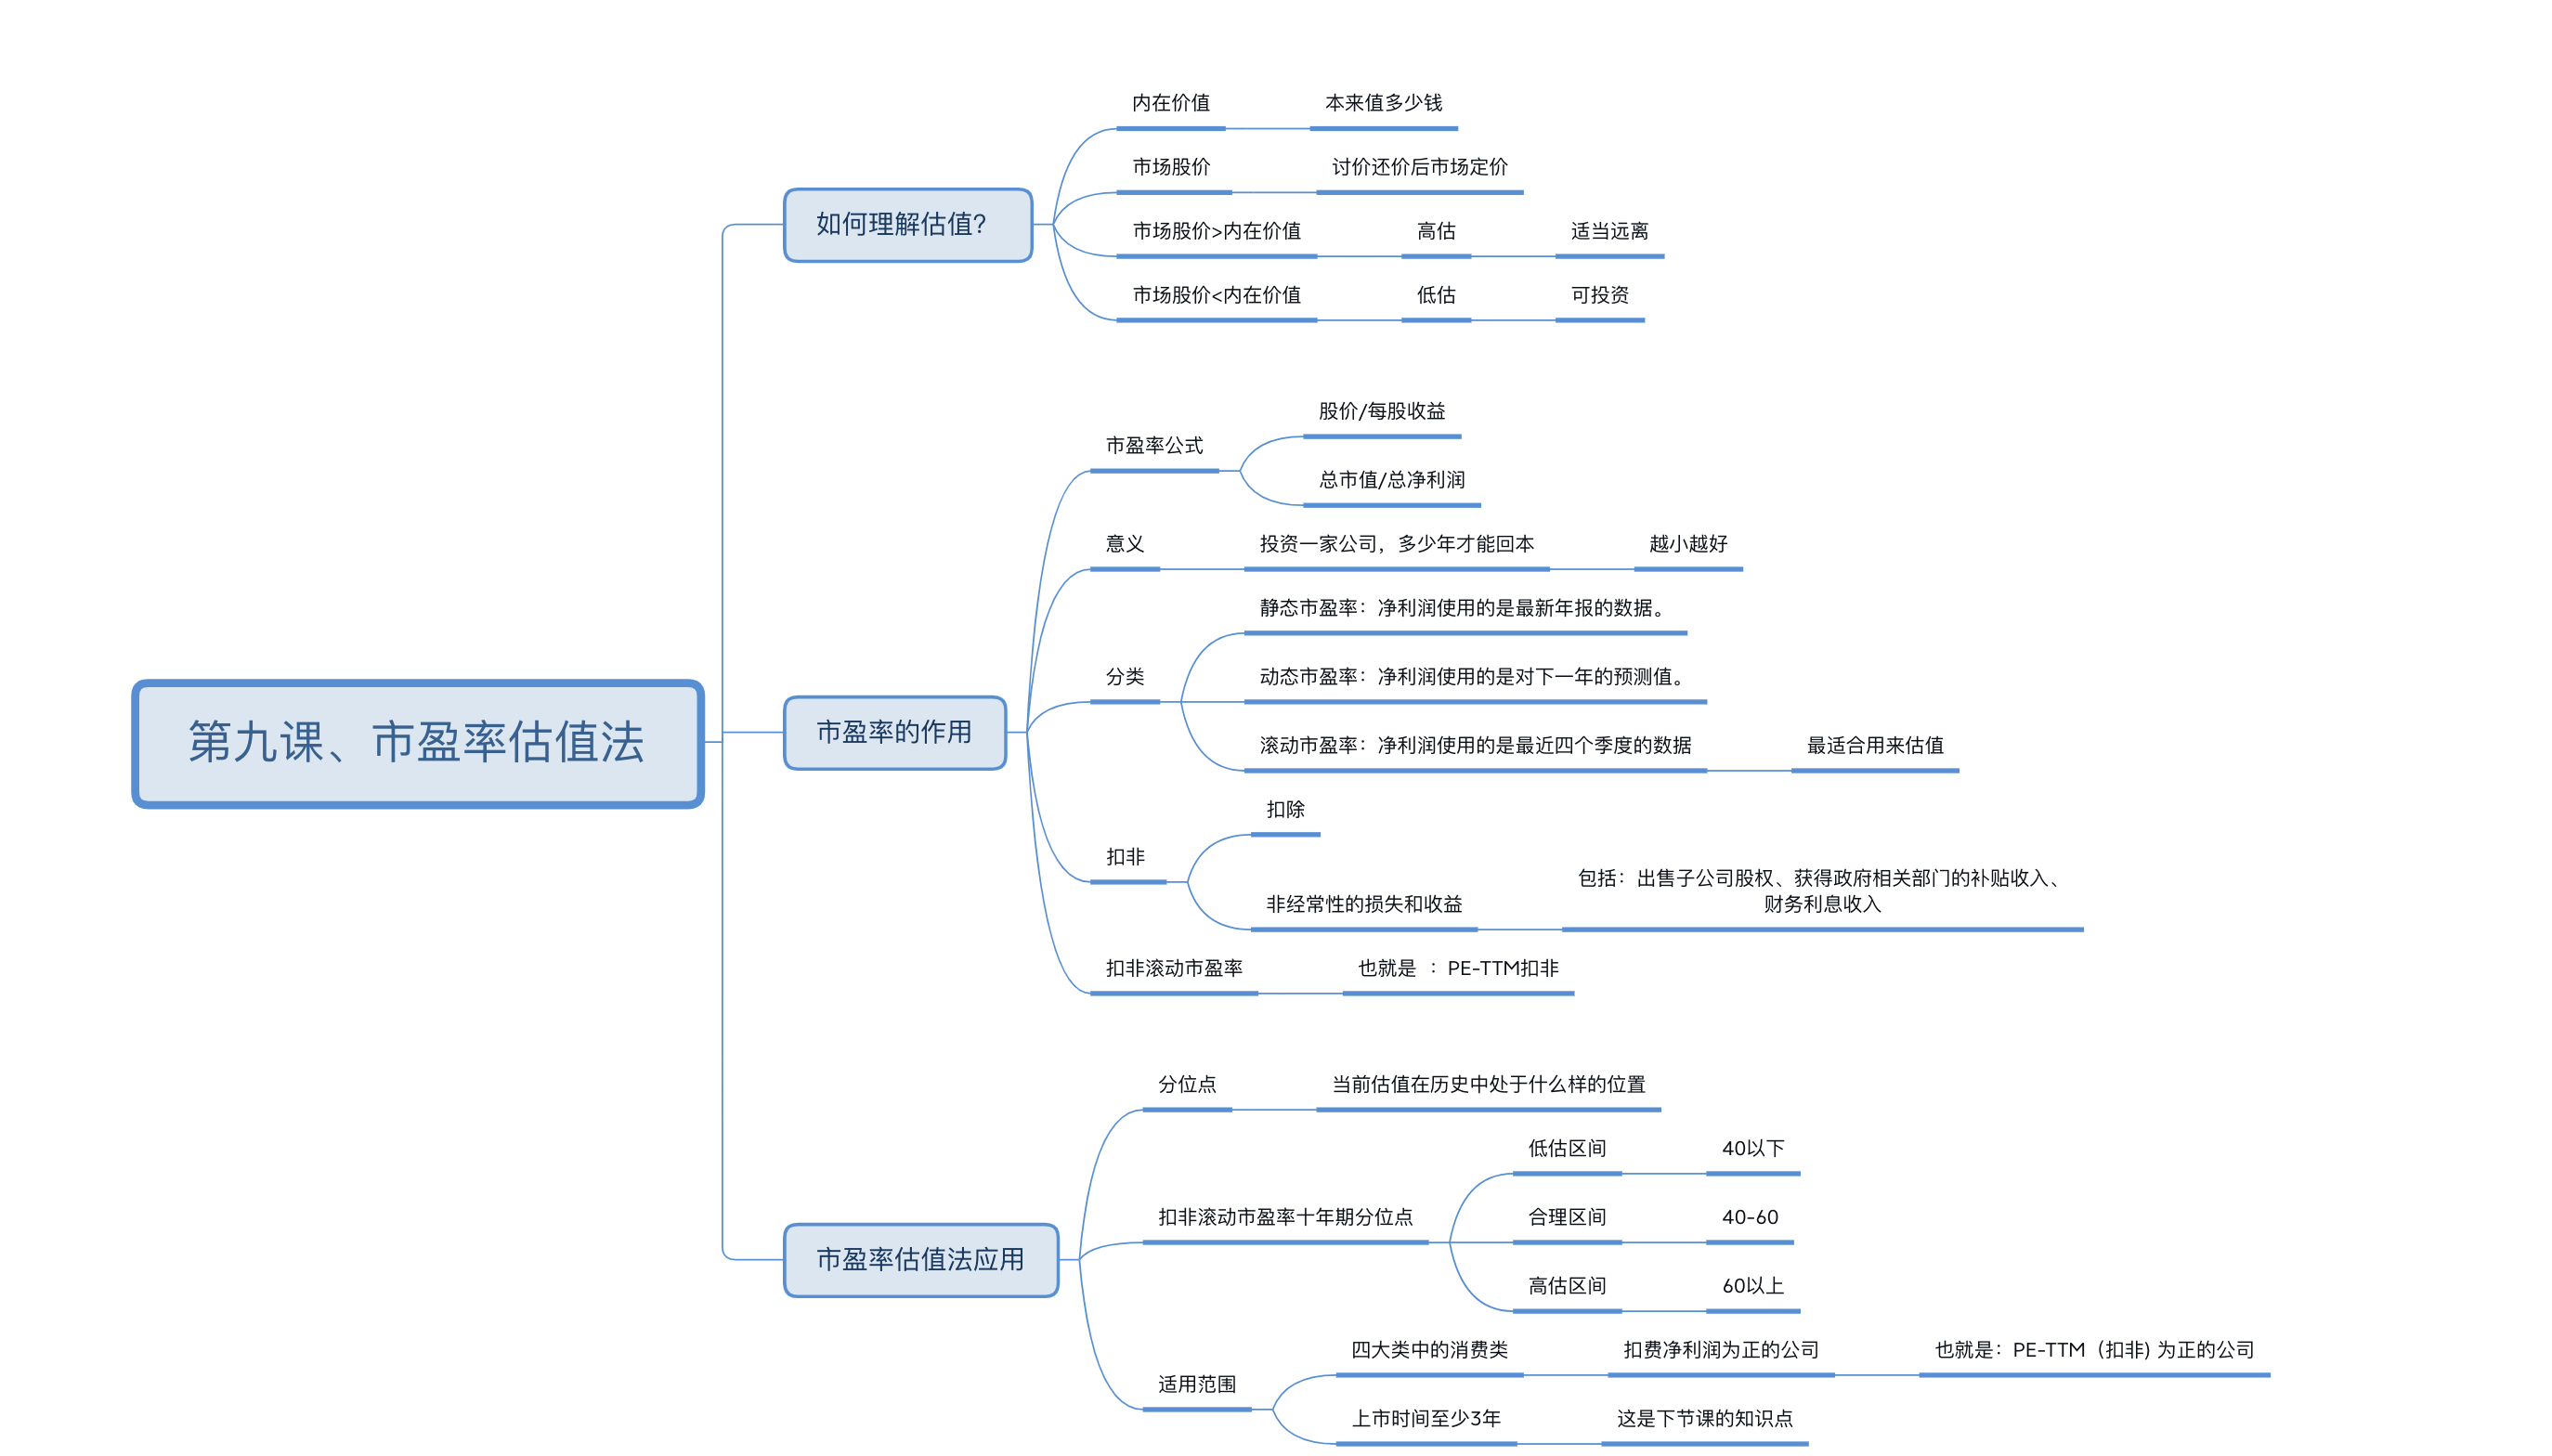 第九课、市盈率估值法
如何理解估值?
内在价值
本来值多少钱
市场股价
讨价还价后市场定价
市场股价>内在价值
高估
适当远离
市场股价<内在价值
低估
可投资
市盈率的作用
市盈率公式
股价/每股收益
总市值/总净利润
意义
投资一家公司，多少年才能回本
越小越好
分类
静态市盈率：净利润使用的是最新年报的数据。
动态市盈率：净利润使用的是对下一年的预测值。
滚动市盈率：净利润使用的是最近四个季度的数据
最适合用来估值
扣非
扣除
非经常性的损失和收益
包括：出售子公司股权、获得政府相关部门的补贴收入、
财务利息收入
扣非滚动市盈率
也就是 ：PE-TTM扣非
市盈率估值法应用
分位点
当前估值在历史中处于什么样的位置
扣非滚动市盈率十年期分位点
低估区间
40以下
合理区间
40-60
高估区间
60以上
适用范围
四大类中的消费类
扣费净利润为正的公司
也就是：PE-TTM（扣非) 为正的公司
上市时间至少3年
这是下节课的知识点